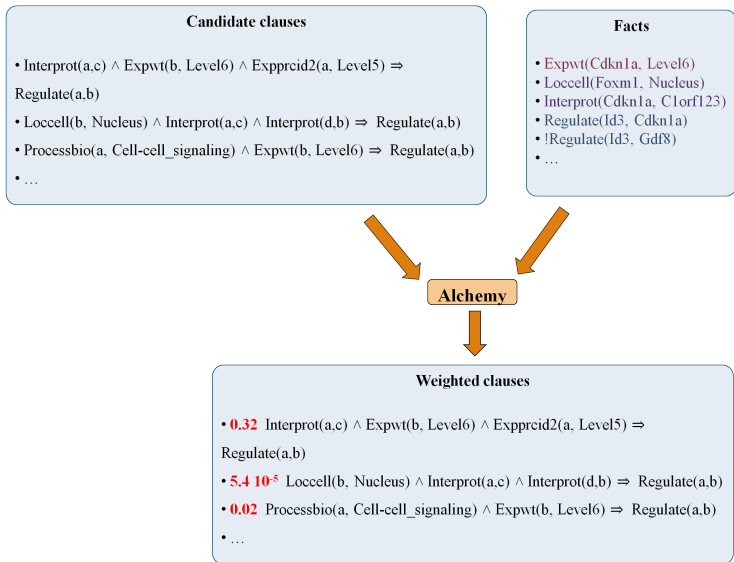 Candidate clauses
• Interprot(a,c) ∧ Expwt(b, Level6) ∧ Expprcid2(a, Level5) ⇒
Regulate(a,b)
• Loccell(b, Nucleus) ∧ Interprot(a,c) ∧ Interprot(d,b) ⇒ Regulate(a,b)
• Processbio(a, Cell-cell_signaling) ∧ Expwt(b, Level6) ⇒ Regulate(a,b)
• …
Facts
• Expwt(Cdkn1a, Level6)
• Loccell(Foxm1, Nucleus)
• Interprot(Cdkn1a, C1orf123)
• Regulate(Id3, Cdkn1a)
• !Regulate(Id3, Gdf8)
• …
Alchemy
Weighted clauses
• 0.32 Interprot(a,c) ∧ Expwt(b, Level6) ∧ Expprcid2(a, Level5) ⇒
Regulate(a,b)
• 5.4 10⁻⁵ Loccell(b, Nucleus) ∧ Interprot(a,c) ∧ Interprot(d,b) ⇒ Regulate(a,b)
• 0.02 Processbio(a, Cell-cell_signaling) ∧ Expwt(b, Level6) ⇒ Regulate(a,b)
• …